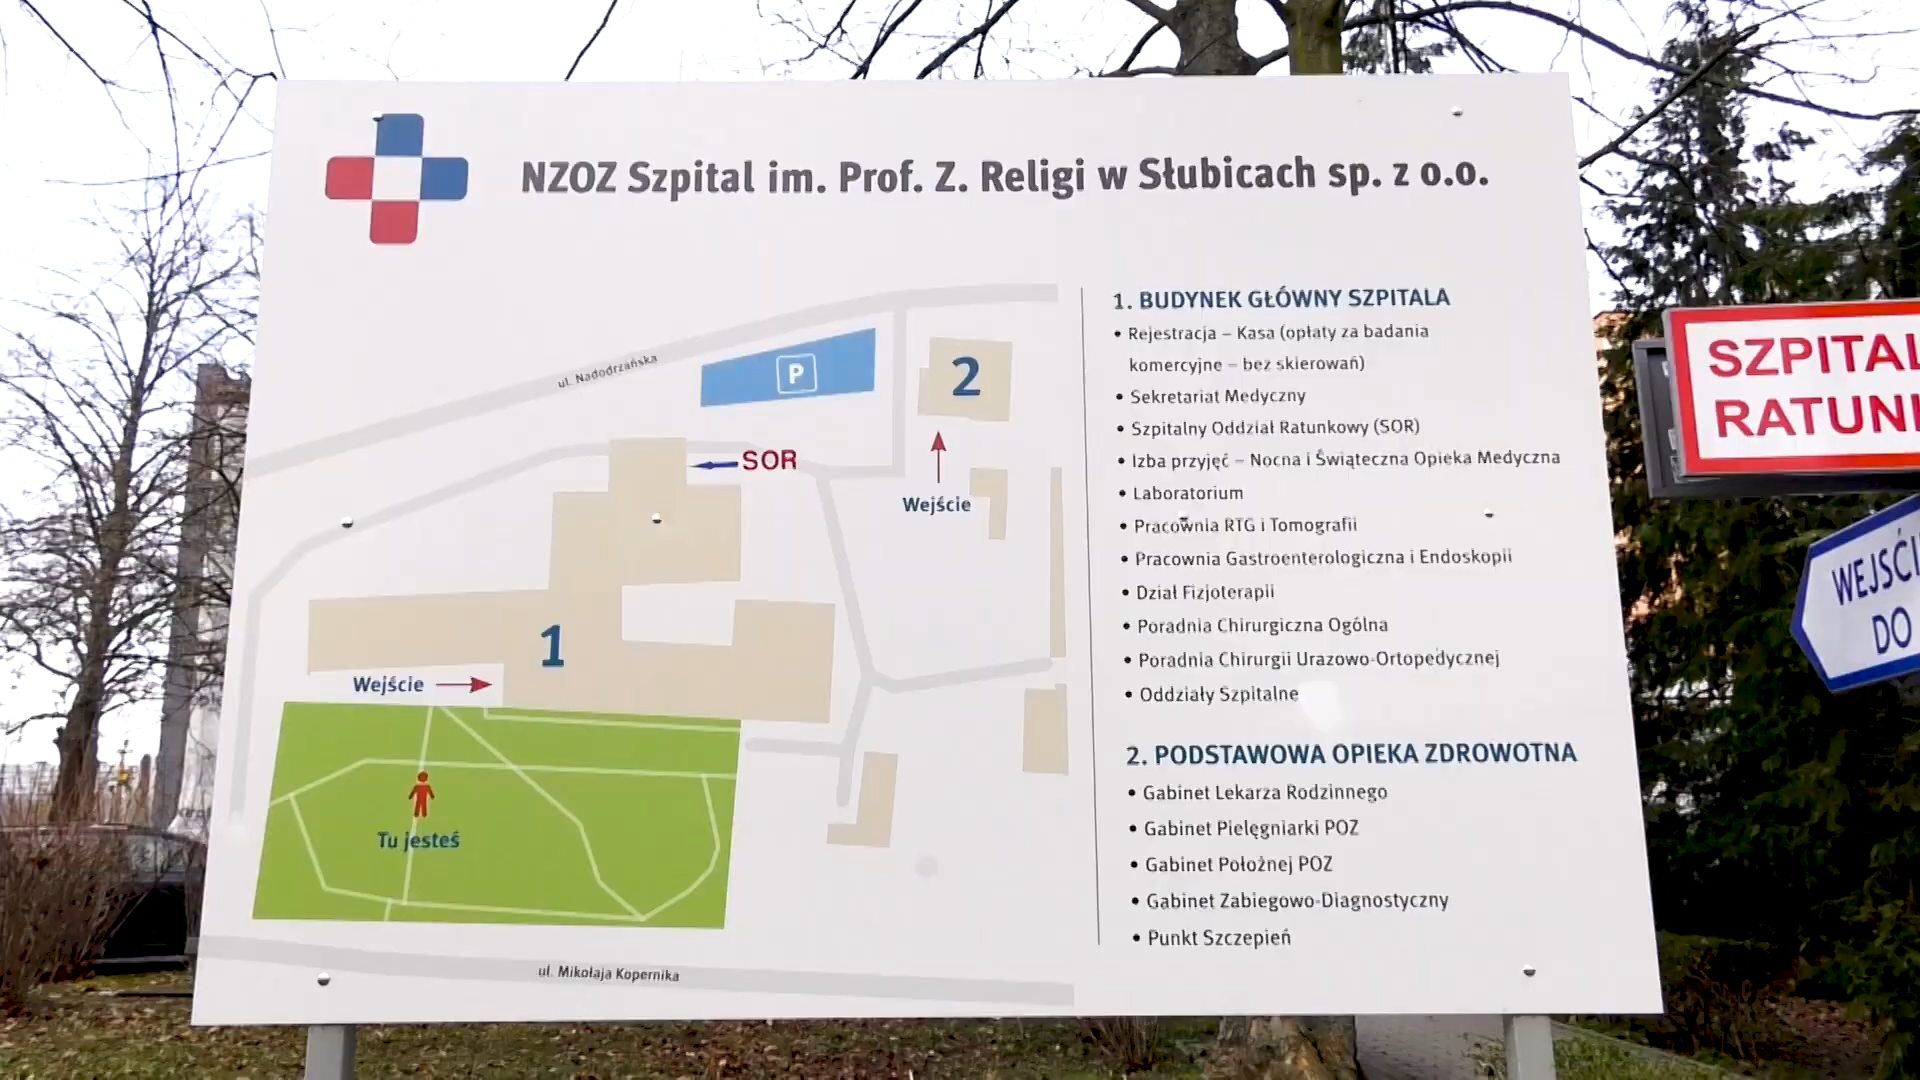 NZOZ Szpital im. Prof. Z. Religi w Słubicach sp. z o.o.
ul. Nadodrzańska
P
2
SOR
Wejście
1
Wejście
Tu jesteś
ul. Mikołaja Kopernika
1. BUDYNEK GŁÓWNY SZPITALA
• Rejestracja – Kasa (opłaty za badania
komercyjne – bez skierowań)
• Sekretariat Medyczny
• Szpitalny Oddział Ratunkowy (SOR)
• Izba przyjęć – Nocna i Świąteczna Opieka Medyczna
• Laboratorium
• Pracownia RTG i Tomografii
• Pracownia Gastroenterologiczna i Endoskopii
• Dział Fizjoterapii
• Poradnia Chirurgiczna Ogólna
• Poradnia Chirurgii Urazowo-Ortopedycznej
• Oddziały Szpitalne
2. PODSTAWOWA OPIEKA ZDROWOTNA
• Gabinet Lekarza Rodzinnego
• Gabinet Pielęgniarki POZ
• Gabinet Położnej POZ
• Gabinet Zabiegowo-Diagnostyczny
• Punkt Szczepień
SZPITAL
RATUN
WEJŚCI
DO